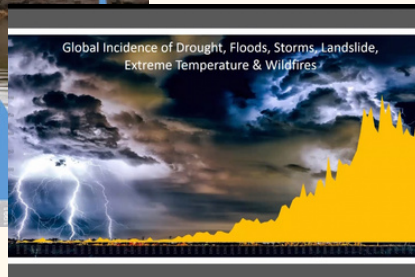 Global Incidence of Drought, Floods, Storms, Landslide,
Extreme Temperature & Wildfires